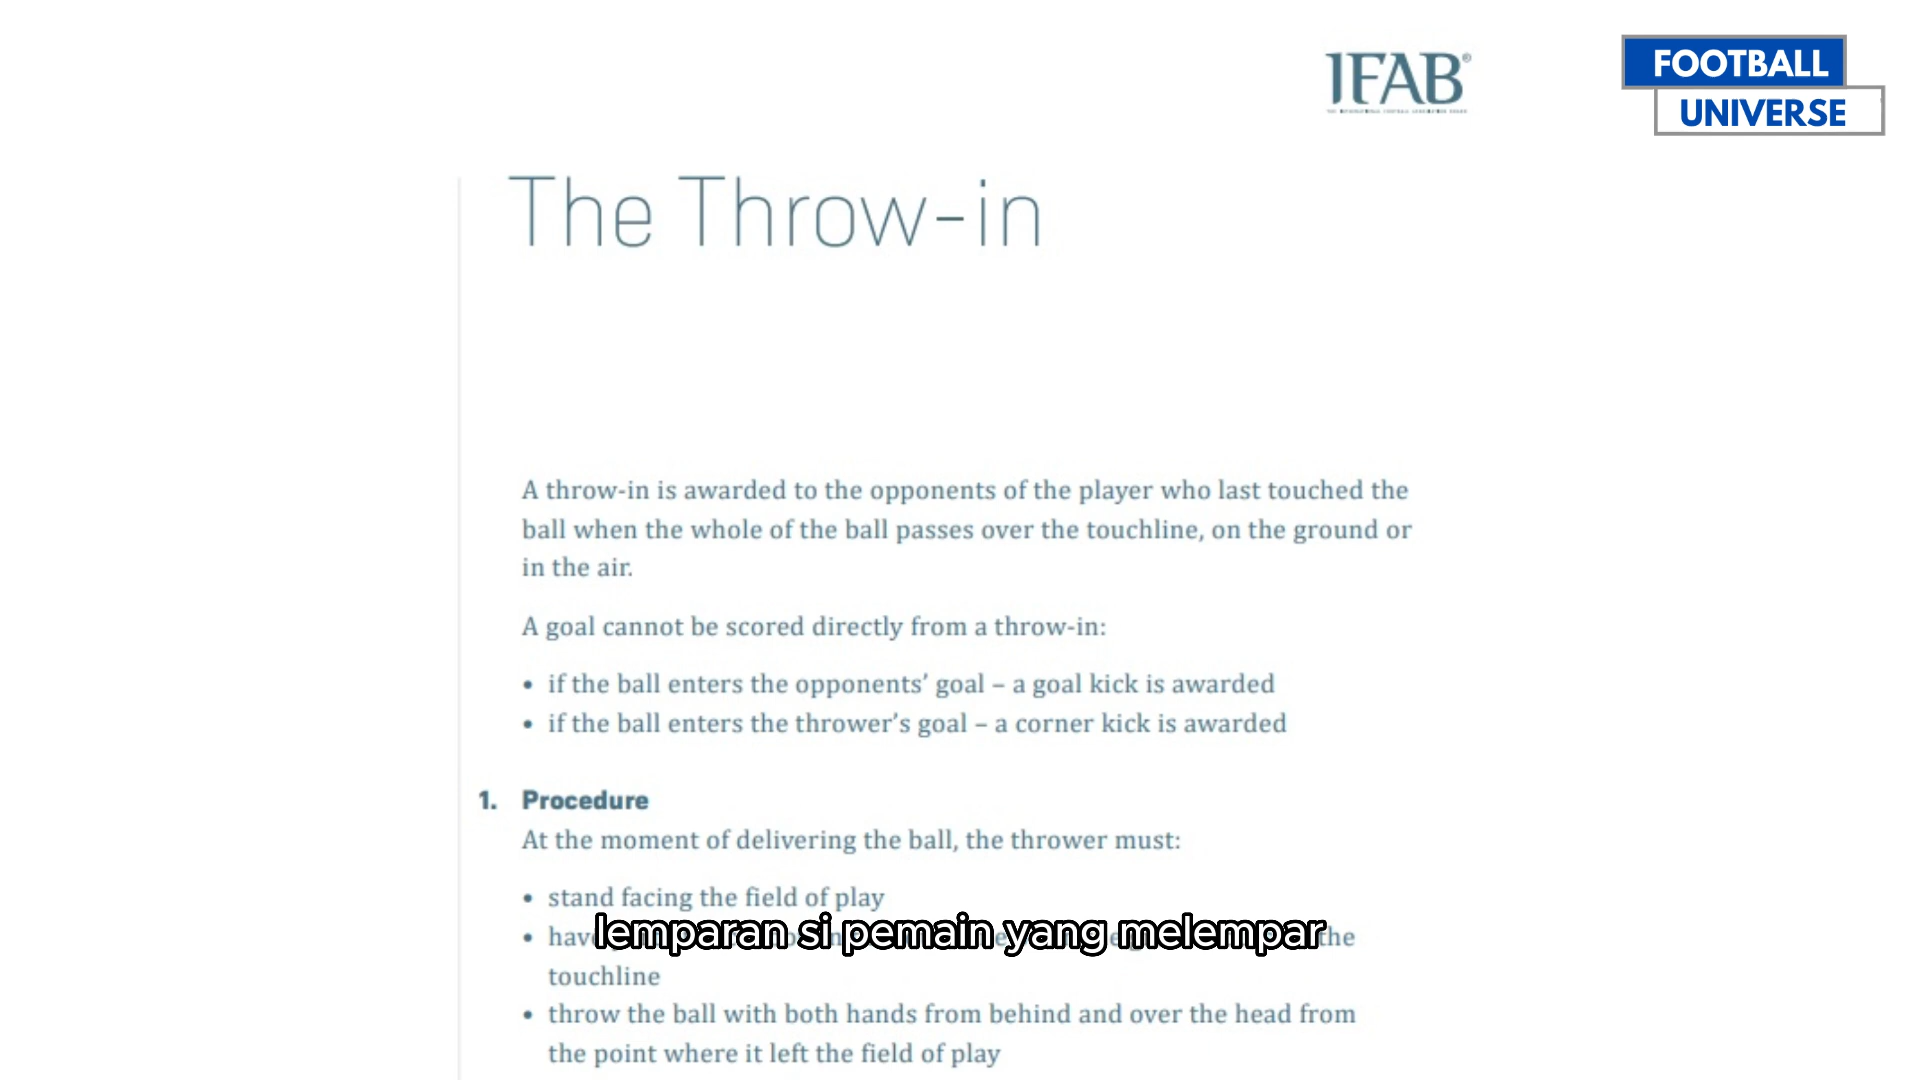 IFAB®
FOOTBALL
UNIVERSE
The Throw-in
A throw-in is awarded to the opponents of the player who last touched the
ball when the whole of the ball passes over the touchline, on the ground or
in the air.
A goal cannot be scored directly from a throw-in:
• if the ball enters the opponents’ goal – a goal kick is awarded
• if the ball enters the thrower’s goal – a corner kick is awarded
1. Procedure
At the moment of delivering the ball, the thrower must:
• stand facing the field of play
• have the
lemparan si pemain yang melempar
touchline
• throw the ball with both hands from behind and over the head from
the point where it left the field of play